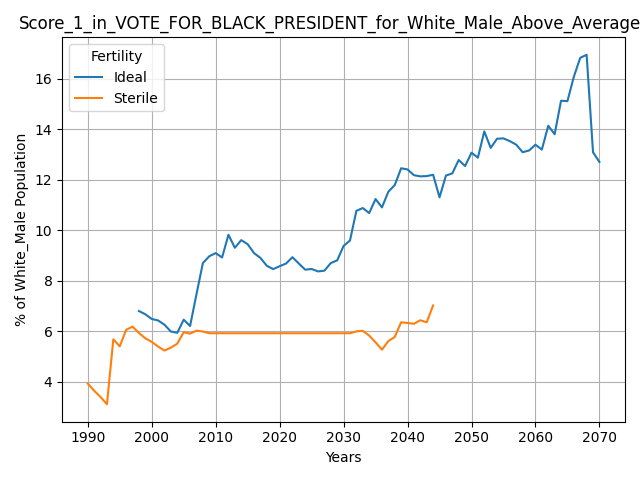 Score_1_in_VOTE_FOR_BLACK_PRESIDENT_for_White_Male_Above_Average
Fertility
Ideal
Sterile
% of White_Male Population
16
14
12
10
8
6
4
1990 2000 2010 2020 2030 2040 2050 2060 2070
Years